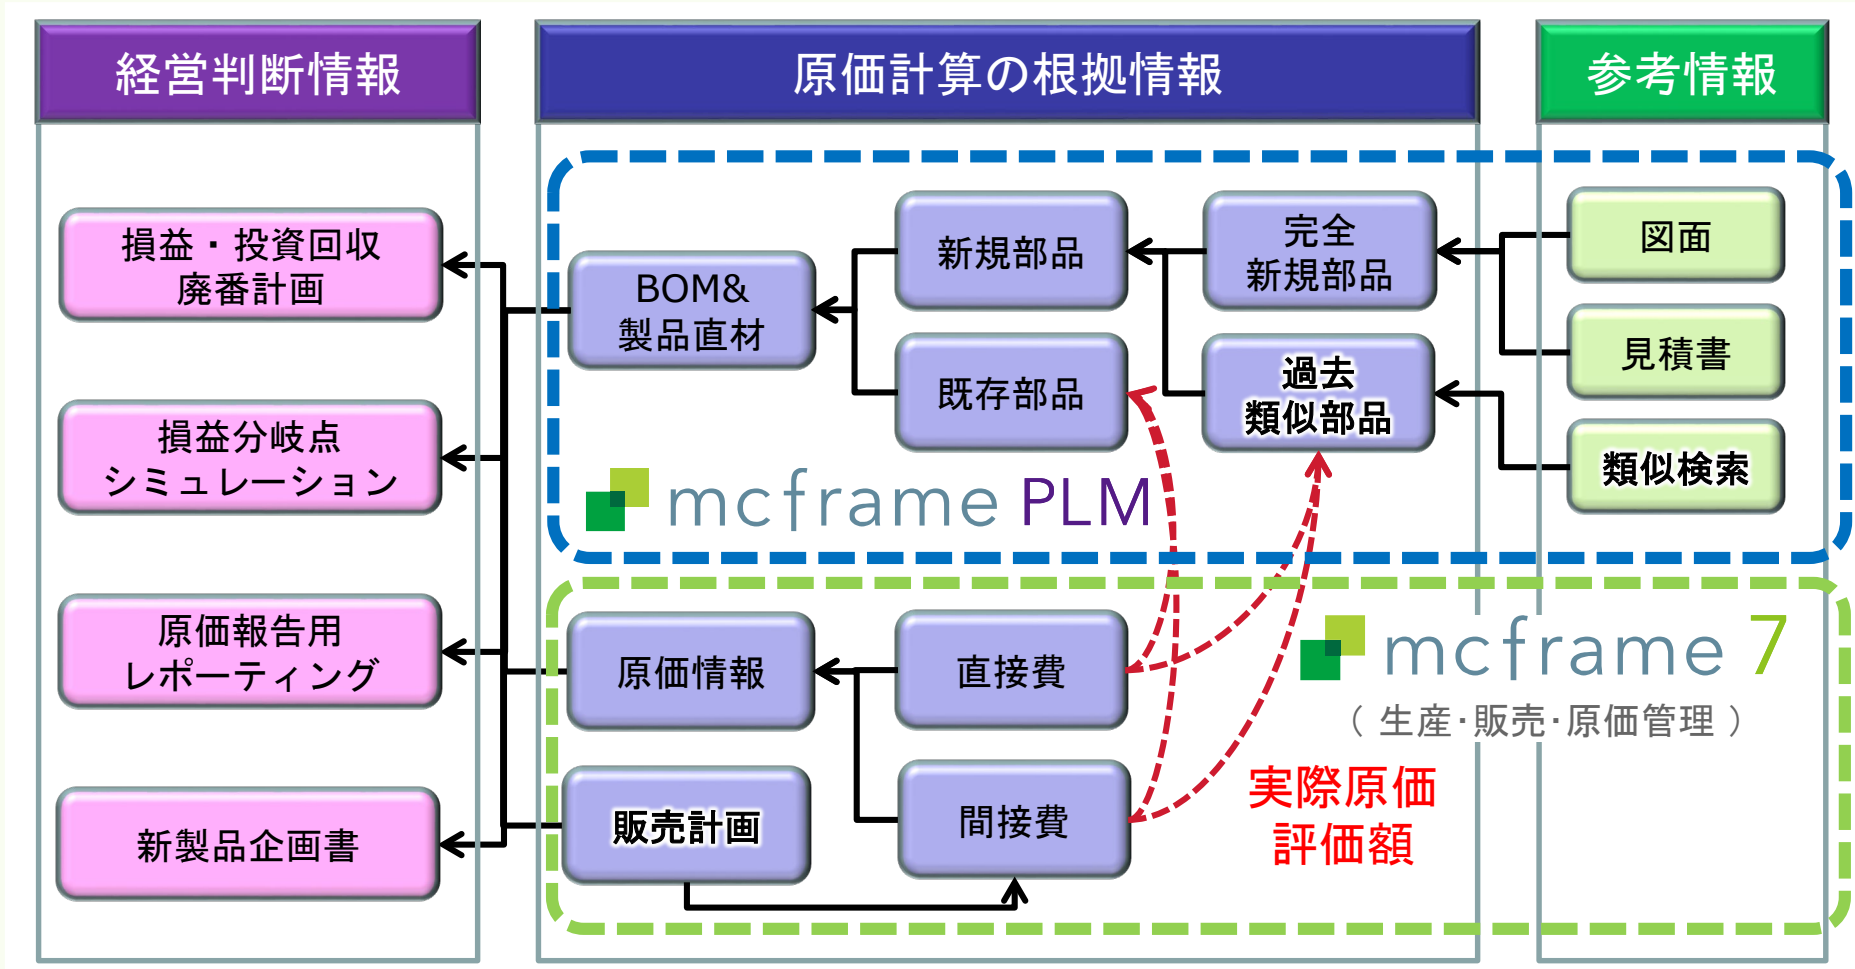 経営判断情報
原価計算の根拠情報
参考情報
損益・投資回収
廃番計画
損益分岐点
シミュレーション
原価報告用
レポーティング
新製品企画書
BOM&
製品直材
新規部品
既存部品
完全
新規部品
過去
類似部品
図面
見積書
類似検索
mcframe PLM
原価情報
販売計画
直接費
間接費
mcframe 7
（ 生産・販売・原価管理 ）
実際原価
評価額